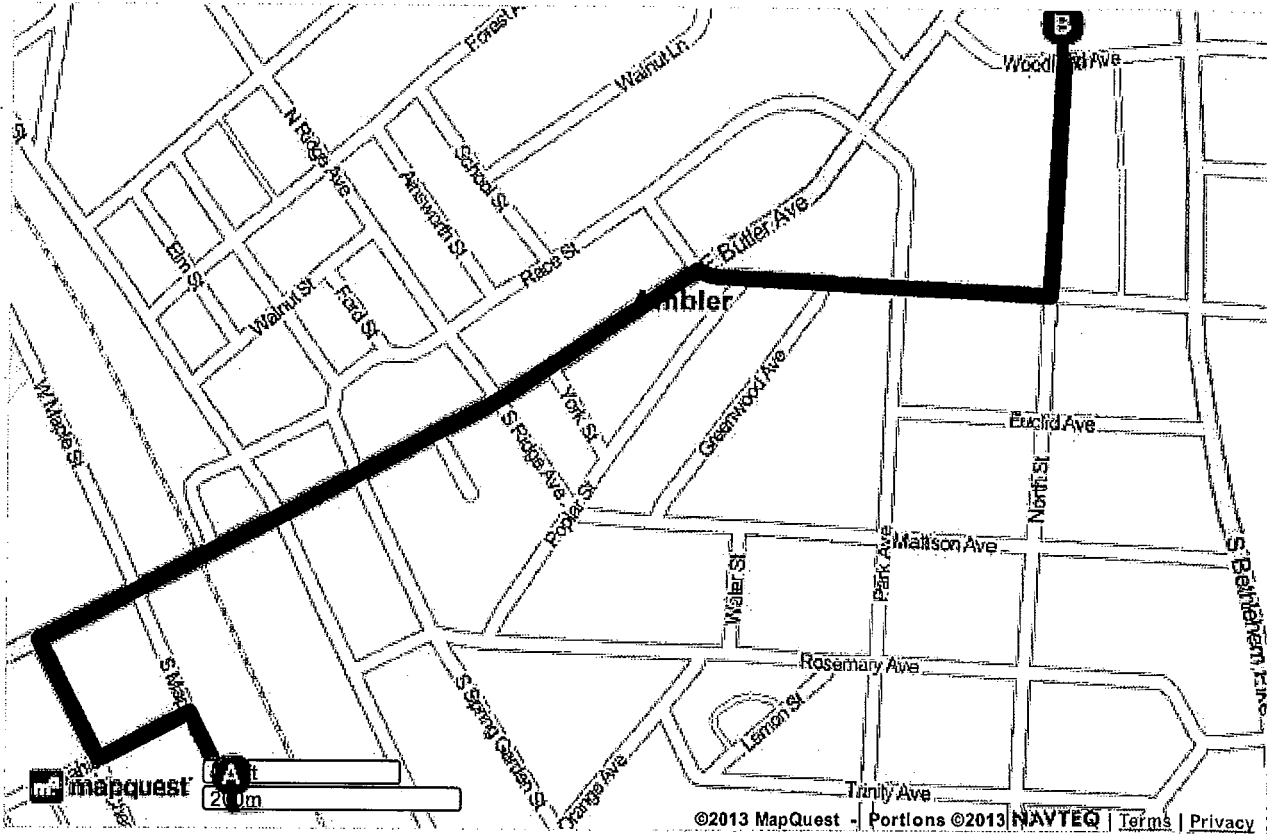 B
Woodland Ave
Walnut Ln
N Ridge Ave
School St
Ainsworth St
E Butler Ave
Race St
Elm St
Walnut St
Ford St
Ambler
W Maple St
York St
Greenwood Ave
S Ridge Ave
Poplar St
Euclid Ave
North St
Mattison Ave
Park Ave
Water St
S Bethlehem Pike
Rosemary Ave
S Spring Garden St
Lemon St
Orange Ave
Trinity Ave
A
mapquest
©2013 MapQuest - Portions ©2013 NAVTEQ | Terms | Privacy